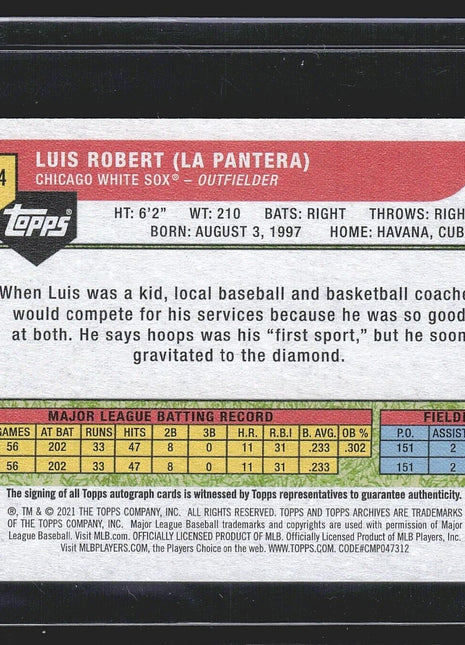 4
LUIS ROBERT (LA PANTERA)
CHICAGO WHITE SOX® – OUTFIELDER
Topps®
HT: 6'2" WT: 210 BATS: RIGHT THROWS: RIGH
BORN: AUGUST 3, 1997 HOME: HAVANA, CUB
When Luis was a kid, local baseball and basketball coache
would compete for his services because he was so good
at both. He says hoops was his “first sport,” but he soon
gravitated to the diamond.
MAJOR LEAGUE BATTING RECORD FIELDI
GAMES AT BAT RUNS HITS 2B 3B H.R. R.B.I B. AVG. OB % P.O. ASSIST
56 202 33 47 8 0 11 31 .233 .302 151 2
56 202 33 47 8 0 11 31 .233 151 2
The signing of all Topps autograph cards is witnessed by Topps representatives to guarantee authenticity.
®, TM & © 2021 THE TOPPS COMPANY, INC. ALL RIGHTS RESERVED. TOPPS AND TOPPS ARCHIVES ARE TRADEMARKS
OF THE TOPPS COMPANY, INC. Major League Baseball trademarks and copyrights are used with permission of Major
League Baseball. Visit MLB.com. OFFICIALLY LICENSED PRODUCT OF MLB. Officially Licensed Product of MLB Players, Inc.
Visit MLBPLAYERS.com, the Players Choice on the web. WWW.TOPPS.COM. CODE#CMP047312